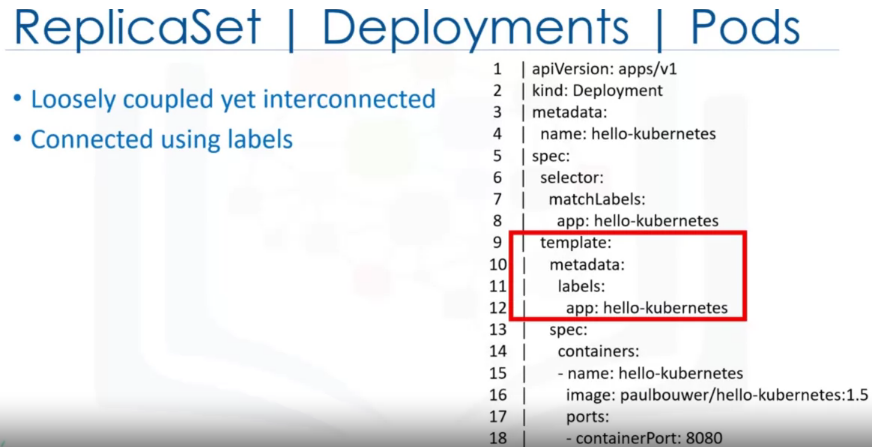 ReplicaSet | Deployments | Pods
• Loosely coupled yet interconnected
• Connected using labels
1 | apiVersion: apps/v1
2 | kind: Deployment
3 | metadata:
4 |   name: hello-kubernetes
5 | spec:
6 |   selector:
7 |     matchLabels:
8 |       app: hello-kubernetes
9 |   template:
10 |     metadata:
11 |       labels:
12 |         app: hello-kubernetes
13 |     spec:
14 |       containers:
15 |       - name: hello-kubernetes
16 |         image: paulbouwer/hello-kubernetes:1.5
17 |         ports:
18 |         - containerPort: 8080